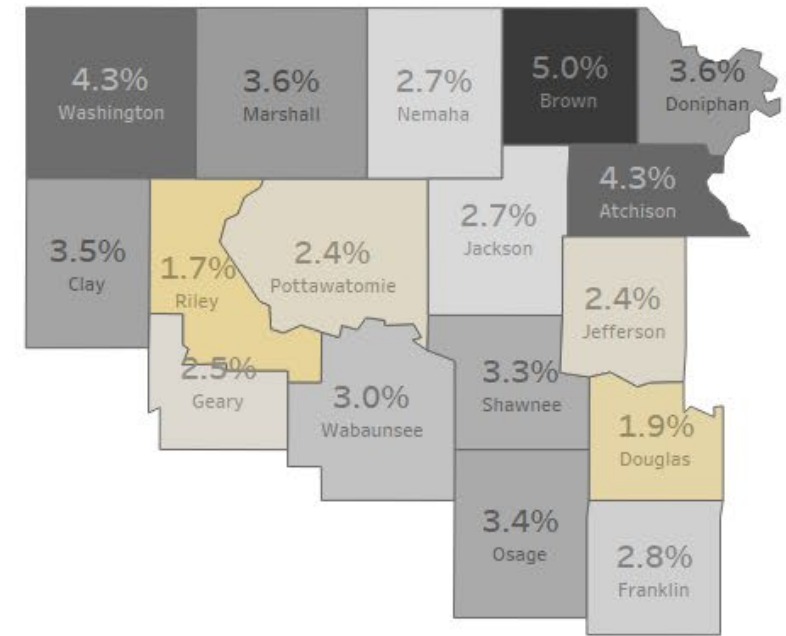 4.3%
Washington
3.6%
Marshall
2.7%
Nemaha
5.0%
Brown
3.6%
Doniphan
4.3%
Atchison
3.5%
Clay
1.7%
Riley
2.4%
Pottawatomie
2.7%
Jackson
2.4%
Jefferson
2.5%
Geary
3.0%
Wabaunsee
3.3%
Shawnee
1.9%
Douglas
3.4%
Osage
2.8%
Franklin